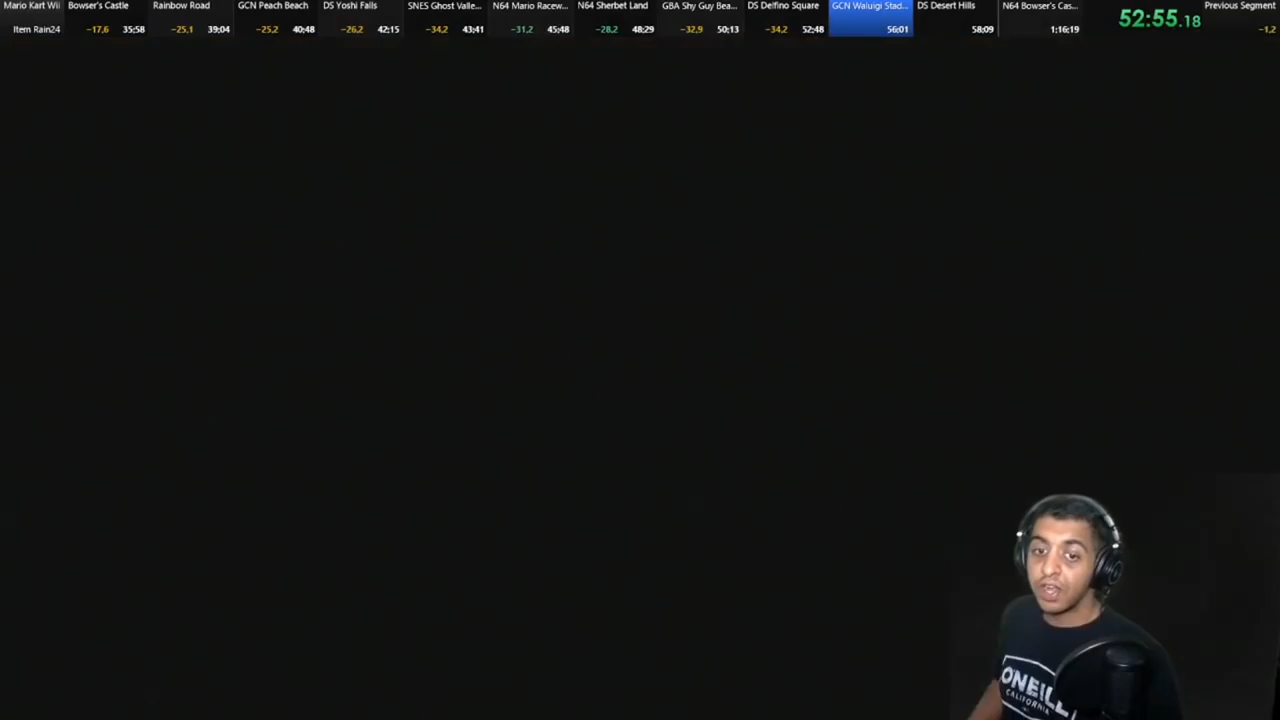 Mario Kart Wii
Item Rain24
Bowser's Castle
−17,6 35:58
Rainbow Road
−25,1 39:04
GCN Peach Beach
−25,2 40:48
DS Yoshi Falls
−26,2 42:15
SNES Ghost Valle...
−34,2 43:41
N64 Mario Racew...
−31,2 45:48
N64 Sherbet Land
−28,2 48:29
GBA Shy Guy Bea...
−32,9 50:13
DS Delfino Square
−34,2 52:48
GCN Waluigi Stad...
56:01
DS Desert Hills
58:09
N64 Bowser's Cas...
1:16:19
52:55.18
Previous Segment
−1,2
O'NEILL
CALIFORNIA